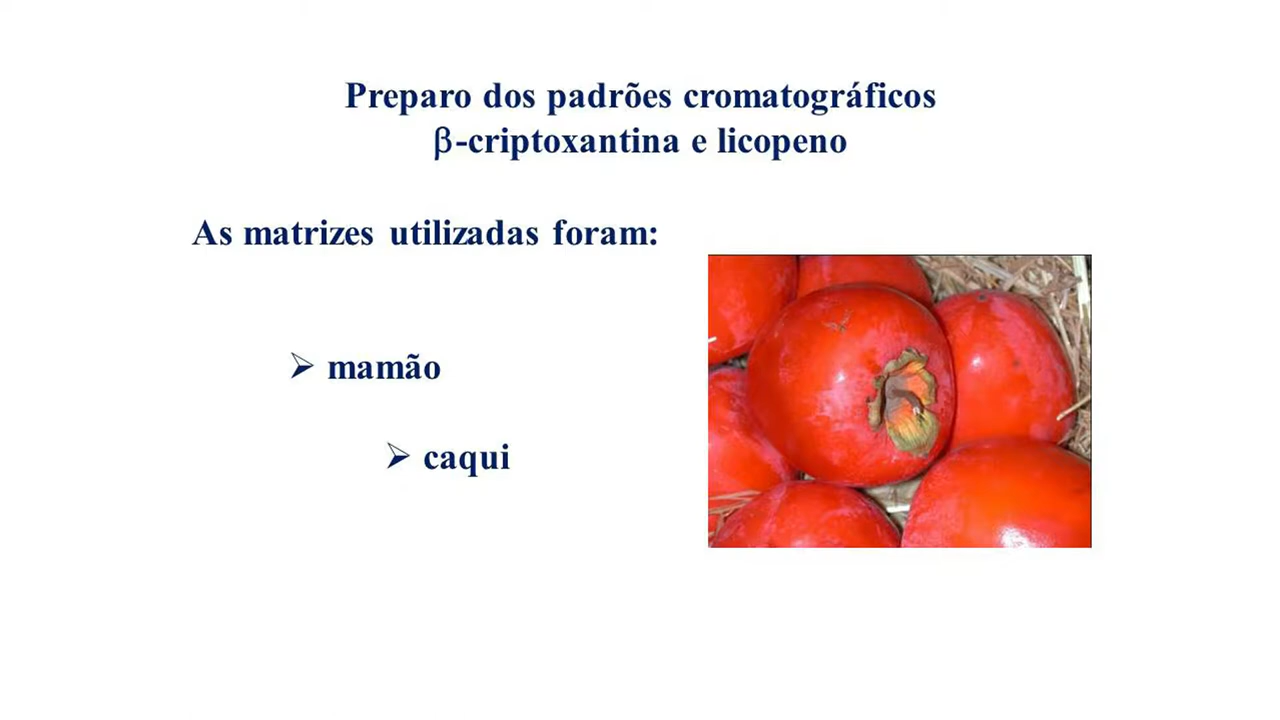 Preparo dos padrões cromatográficos
β-criptoxantina e licopeno
As matrizes utilizadas foram:
➢ mamão
➢ caqui